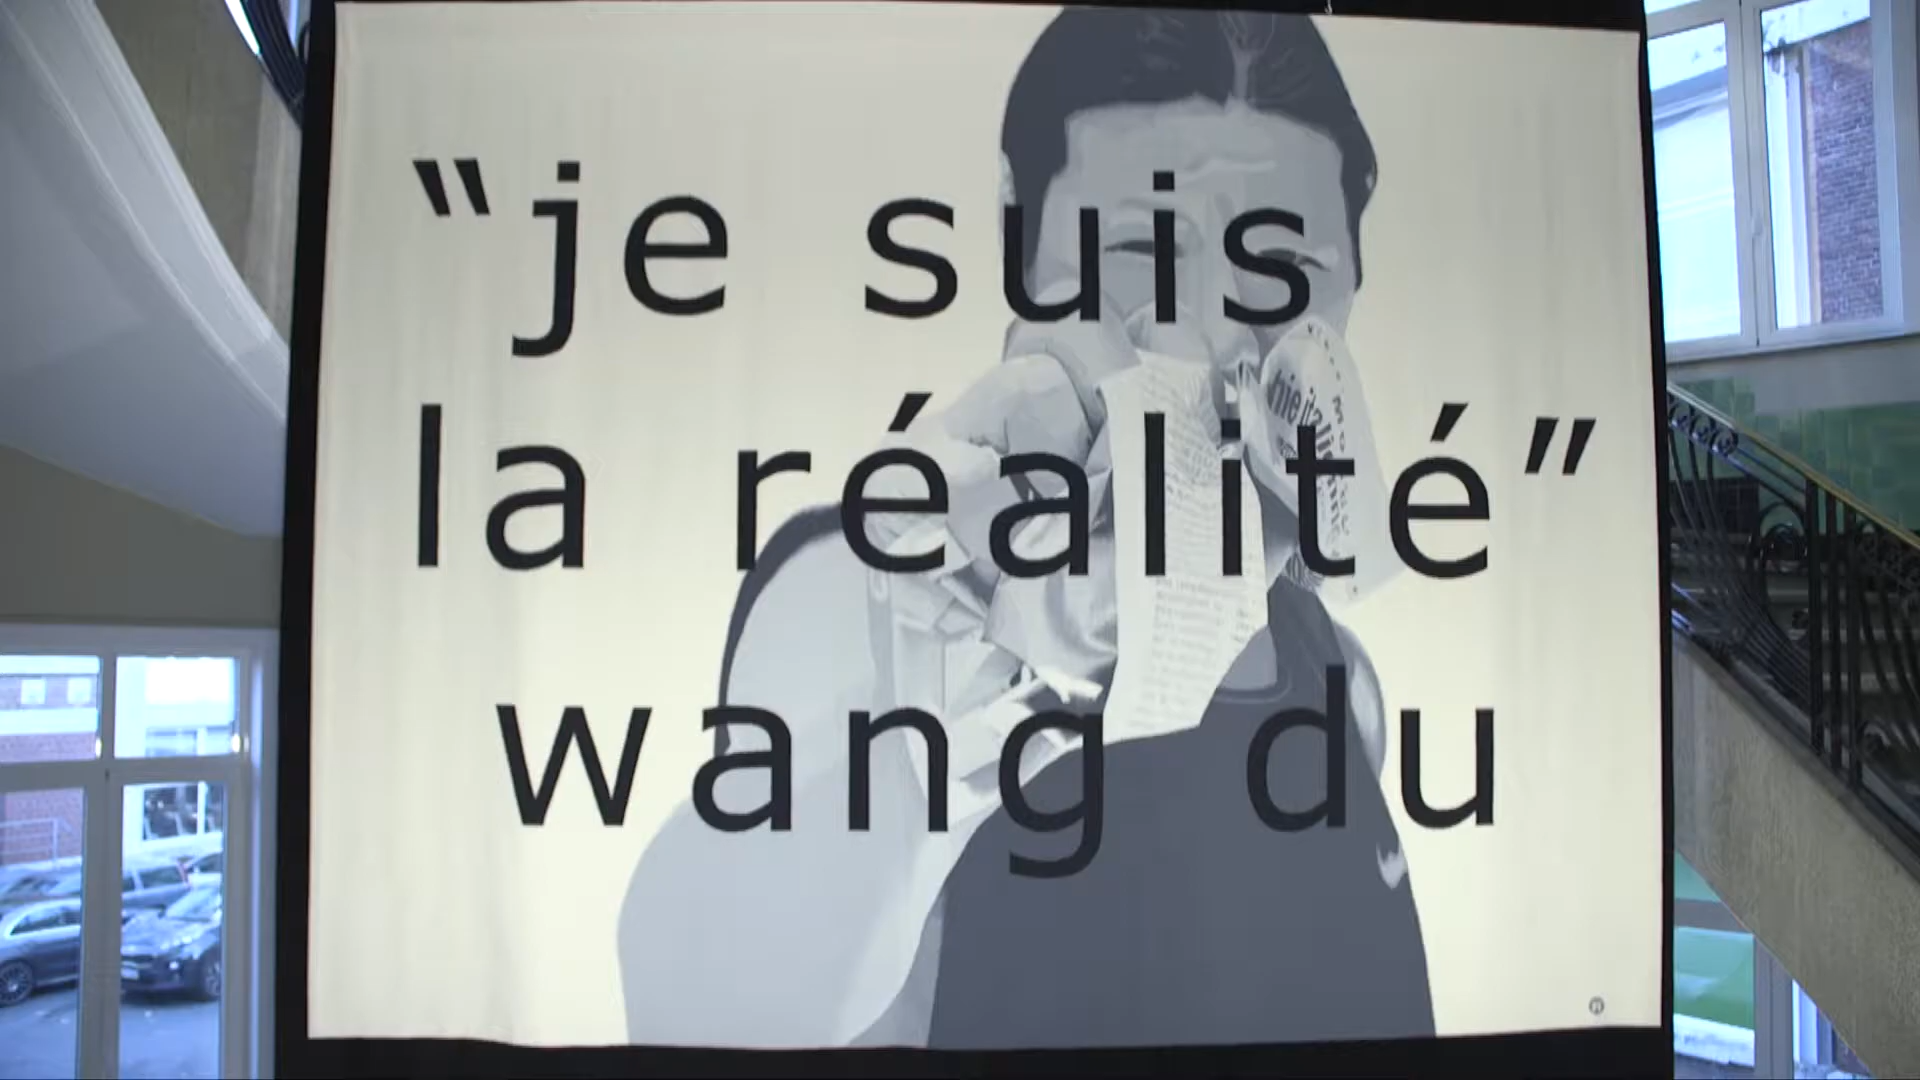 “je suis
la réalité”
wang du